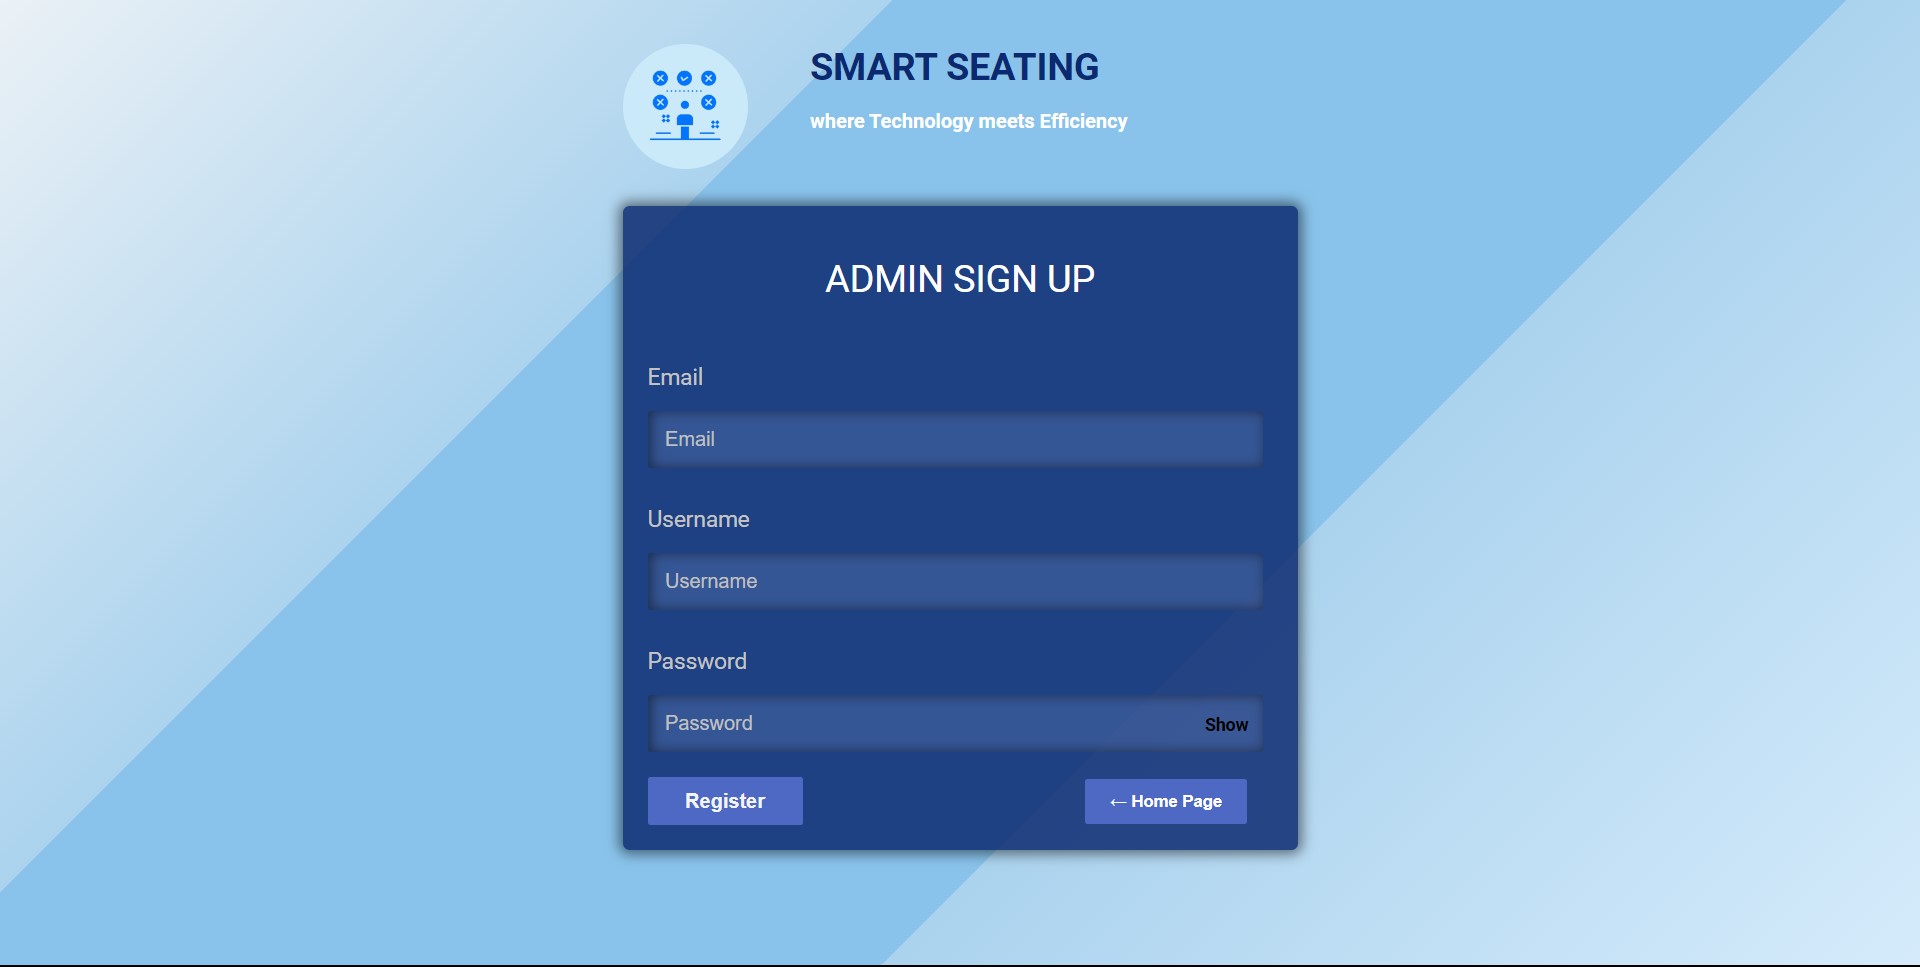 SMART SEATING
where Technology meets Efficiency
ADMIN SIGN UP
Email
Email
Username
Username
Password
Password Show
Register ← Home Page